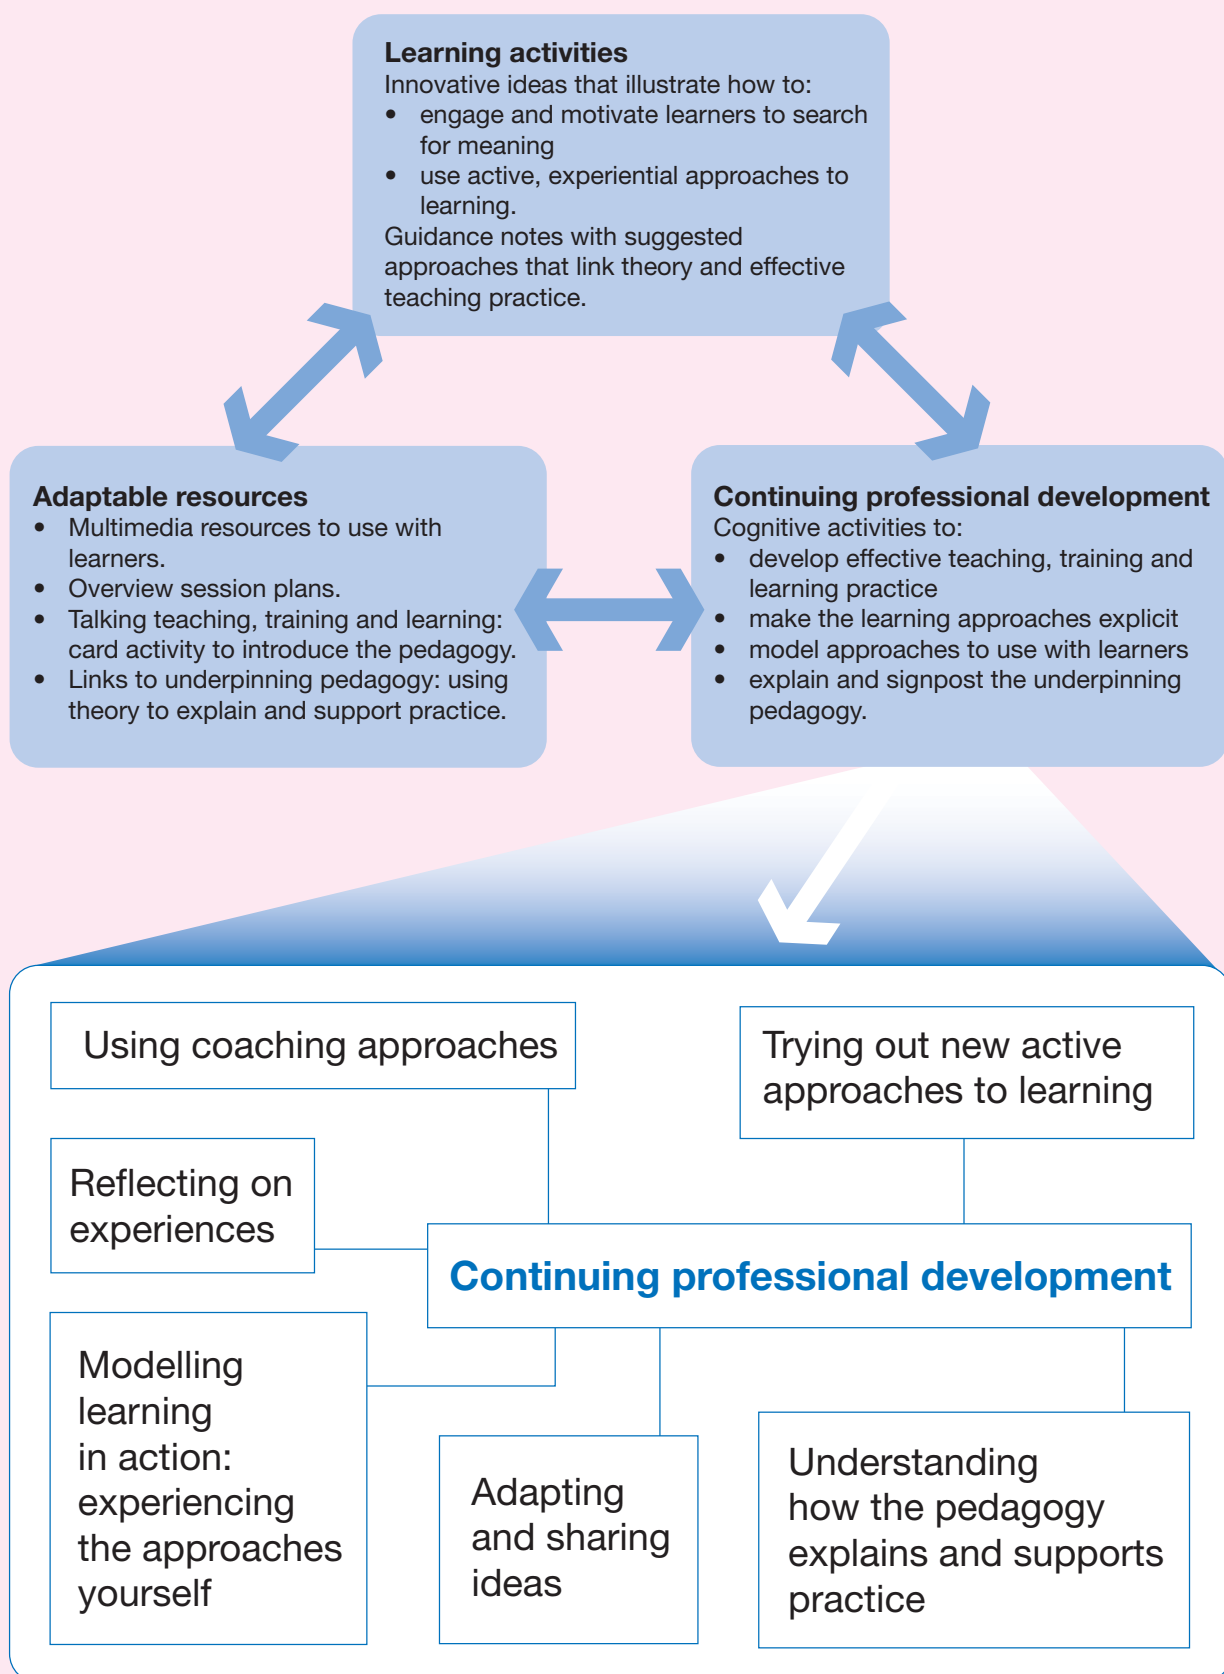 Learning activities
Innovative ideas that illustrate how to:
• engage and motivate learners to search
for meaning
• use active, experiential approaches to
learning.
Guidance notes with suggested
approaches that link theory and effective
teaching practice.
Adaptable resources
• Multimedia resources to use with
learners.
• Overview session plans.
• Talking teaching, training and learning:
card activity to introduce the pedagogy.
• Links to underpinning pedagogy: using
theory to explain and support practice.
Continuing professional development
Cognitive activities to:
• develop effective teaching, training and
learning practice
• make the learning approaches explicit
• model approaches to use with learners
• explain and signpost the underpinning
pedagogy.
Using coaching approaches
Trying out new active
approaches to learning
Reflecting on
experiences
Continuing professional development
Modelling
learning
in action:
experiencing
the approaches
yourself
Adapting
and sharing
ideas
Understanding
how the pedagogy
explains and supports
practice